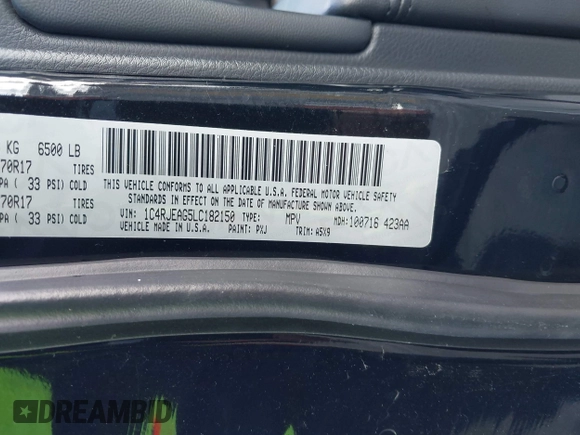 KG 6500 LB
70R17 TIRES
PA ( 33 PSI) COLD
70R17 TIRES
PA ( 33 PSI) COLD
THIS VEHICLE CONFORMS TO ALL APPLICABLE U.S.A. FEDERAL MOTOR VEHICLE SAFETY
STANDARDS IN EFFECT ON THE DATE OF MANUFACTURE SHOWN ABOVE.
VIN: 1C4RJEAG5LC182150 TYPE: MPV MDH:100716 423AA
VEHICLE MADE IN U.S.A. PAINT: PXJ TRIM: A5X9
DREAMBID